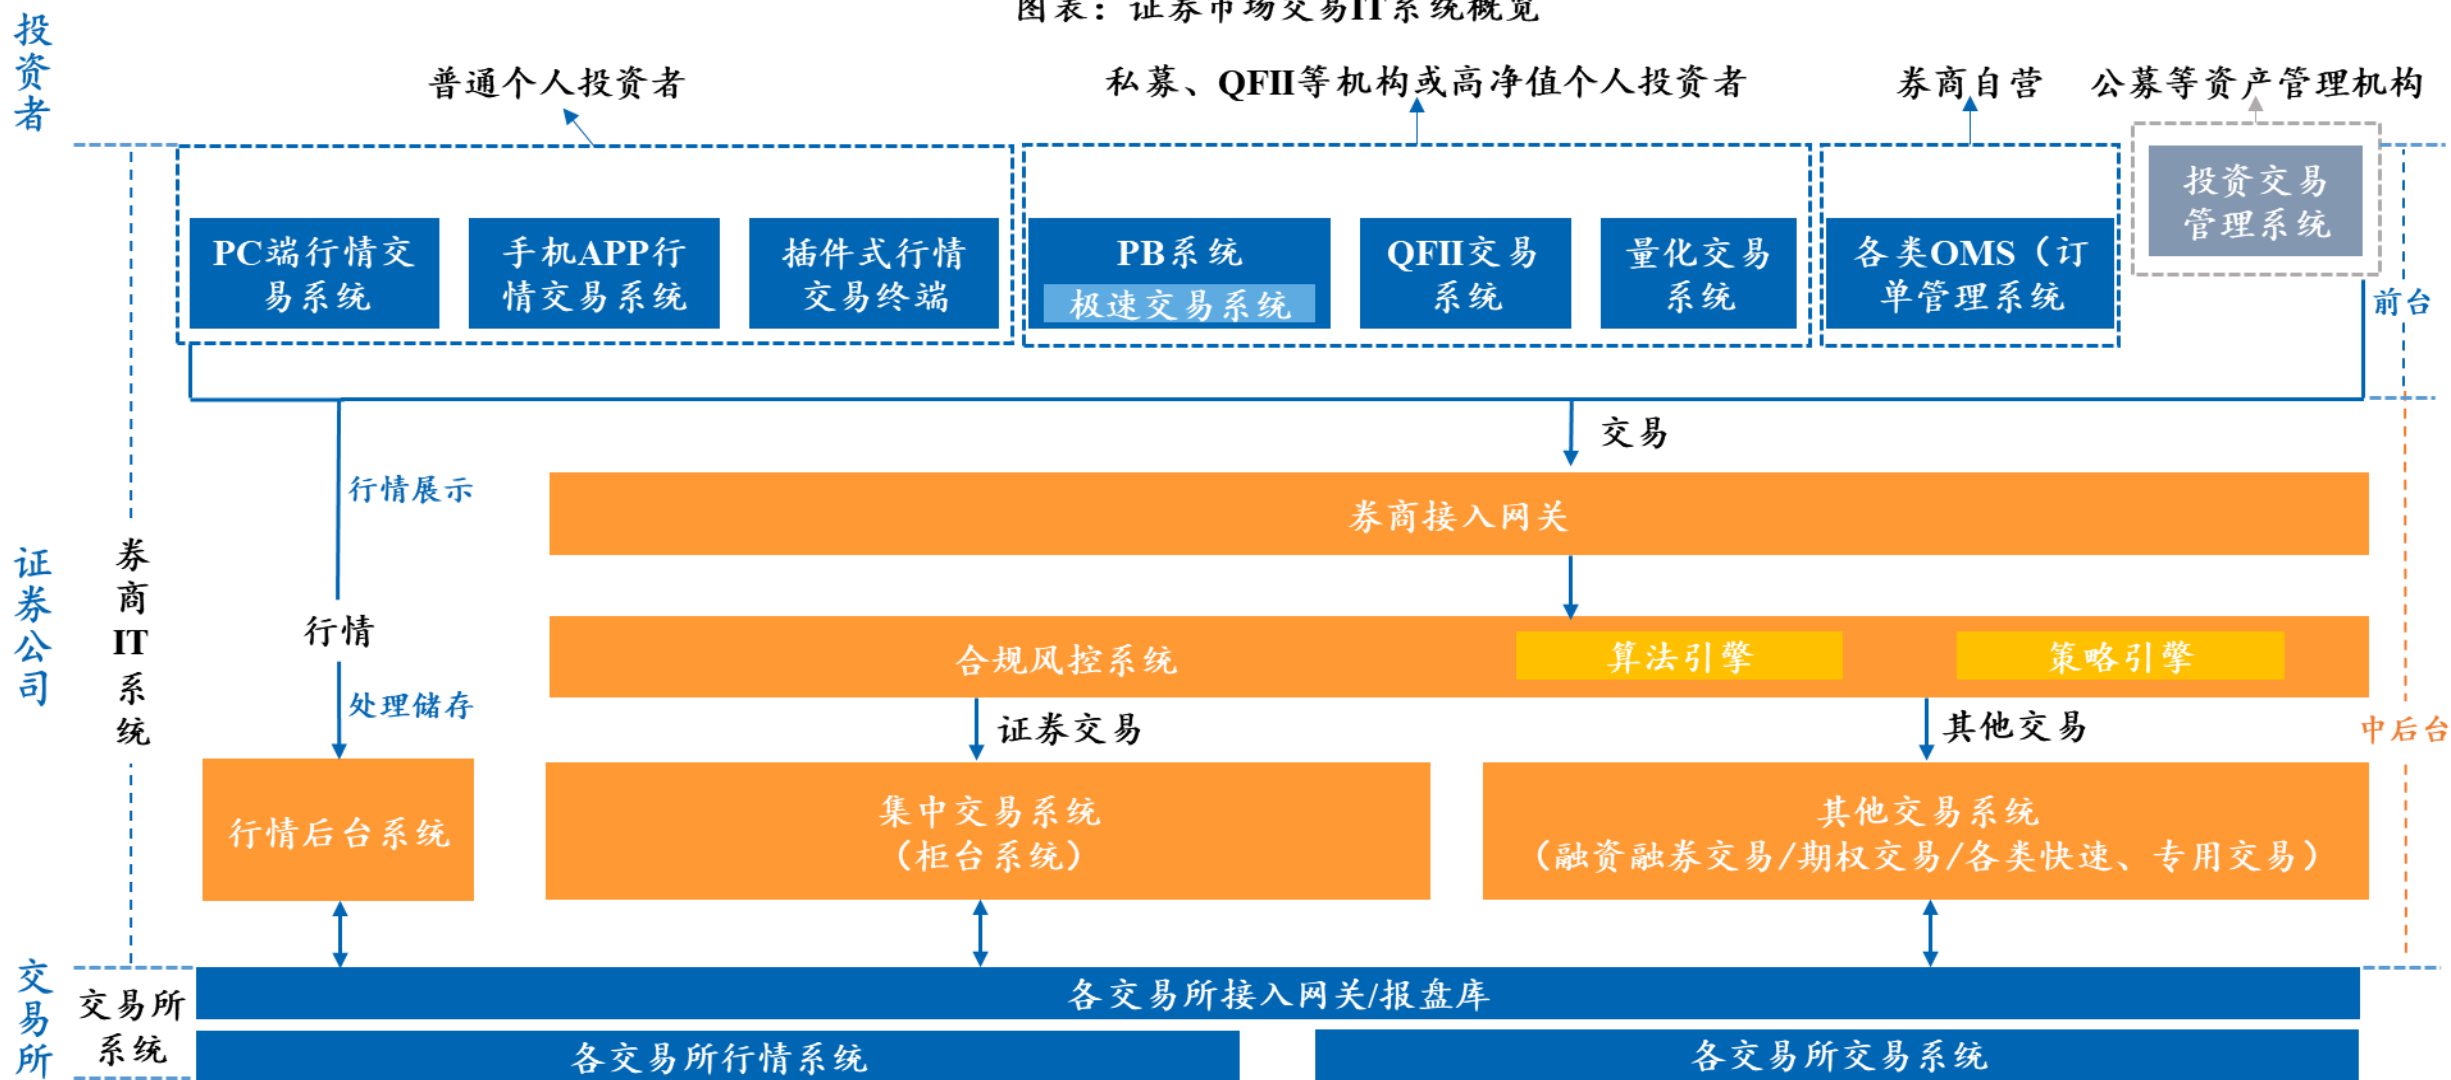 图表：证券市场交易IT系统概览
投资者
普通个人投资者
私募、QFII等机构或高净值个人投资者
券商自营
公募等资产管理机构
PC端行情交
易系统
手机APP行
情交易系统
插件式行情
交易终端
PB系统
极速交易系统
QFII交易
系统
量化交易
系统
各类OMS（订
单管理系统
投资交易
管理系统
前台
交易
行情展示
券商接入网关
证券公司
券商IT系统
行情
合规风控系统
算法引擎
策略引擎
处理储存
证券交易
其他交易
中后台
行情后台系统
集中交易系统
（柜台系统）
其他交易系统
（融资融券交易/期权交易/各类快速、专用交易）
交易所
交易所
系统
各交易所接入网关/报盘库
各交易所行情系统
各交易所交易系统